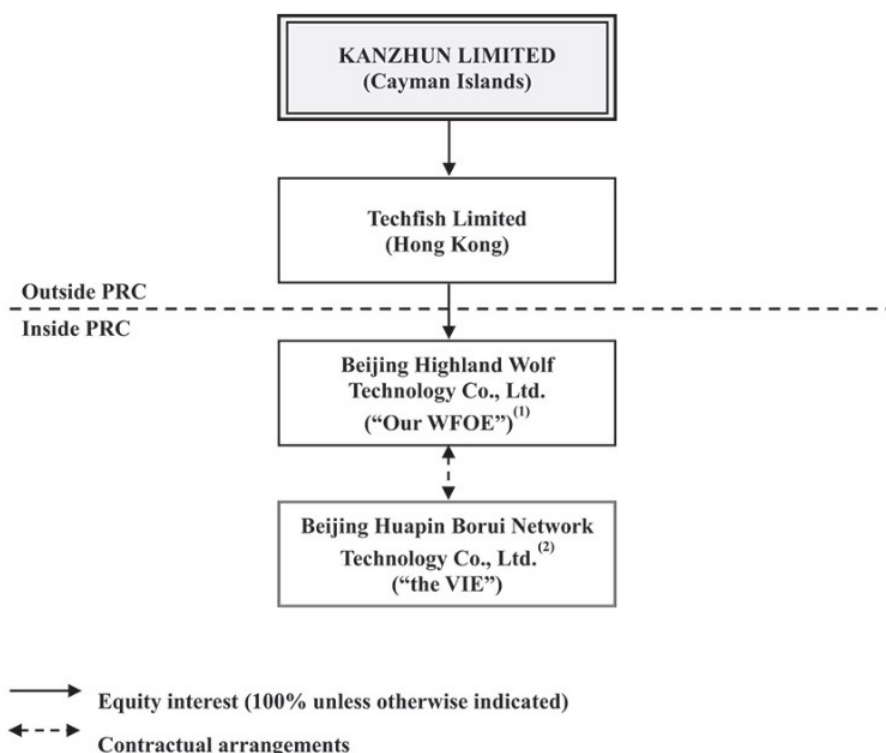 KANZHUN LIMITED
(Cayman Islands)
Techfish Limited
(Hong Kong)
Outside PRC
Inside PRC
Beijing Highland Wolf
Technology Co., Ltd.
(“Our WFOE”)(1)
Beijing Huapin Borui Network
Technology Co., Ltd.(2)
(“the VIE”)
Equity interest (100% unless otherwise indicated)
Contractual arrangements